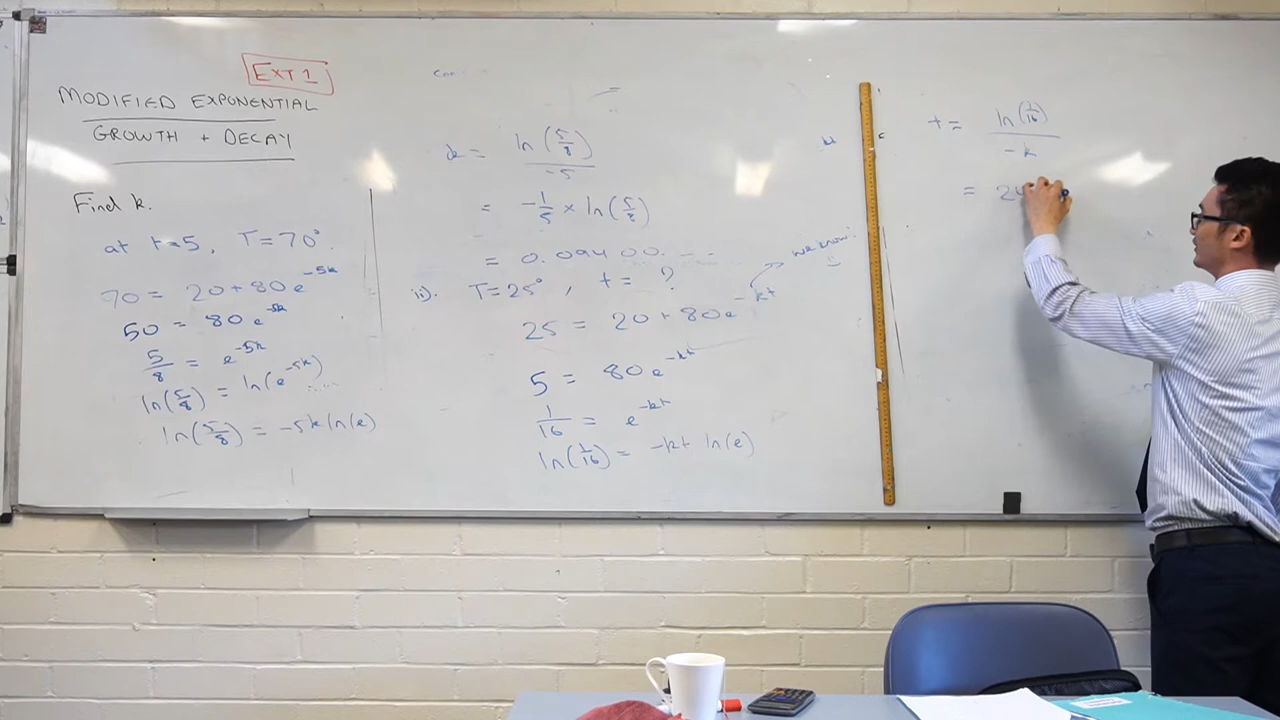 EXT 1
MODIFIED EXPONENTIAL
GROWTH + DECAY
Find k.
at t=5, T=70°
70 = 20+80e^{-5k}
50 = 80e^{-5k}
5/8 = e^{-5k}
ln(5/8) = ln(e^{-5k})
ln(5/8) = -5k ln(e)
k = ln(5/8)/-5
= -1/5 × ln(5/8)
= 0.09400.....
ii). T=25°, t= ?
we know!
25 = 20+80e^{-kt}
5 = 80e^{-kt}
1/16 = e^{-kt}
ln(1/16) = -kt ln(e)
t = ln(1/16)/-k
=